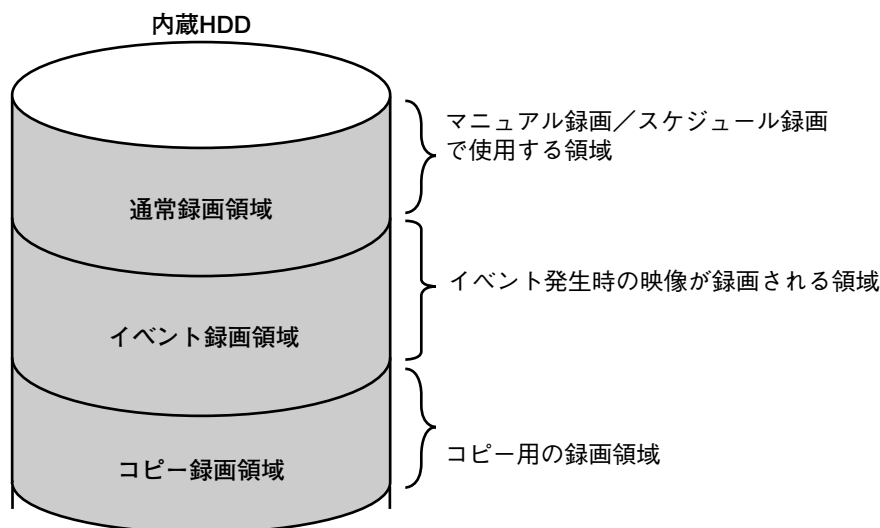 内蔵HDD
マニュアル録画／スケジュール録画
で使用する領域
通常録画領域
イベント発生時の映像が録画される領域
イベント録画領域
コピー用の録画領域
コピー録画領域